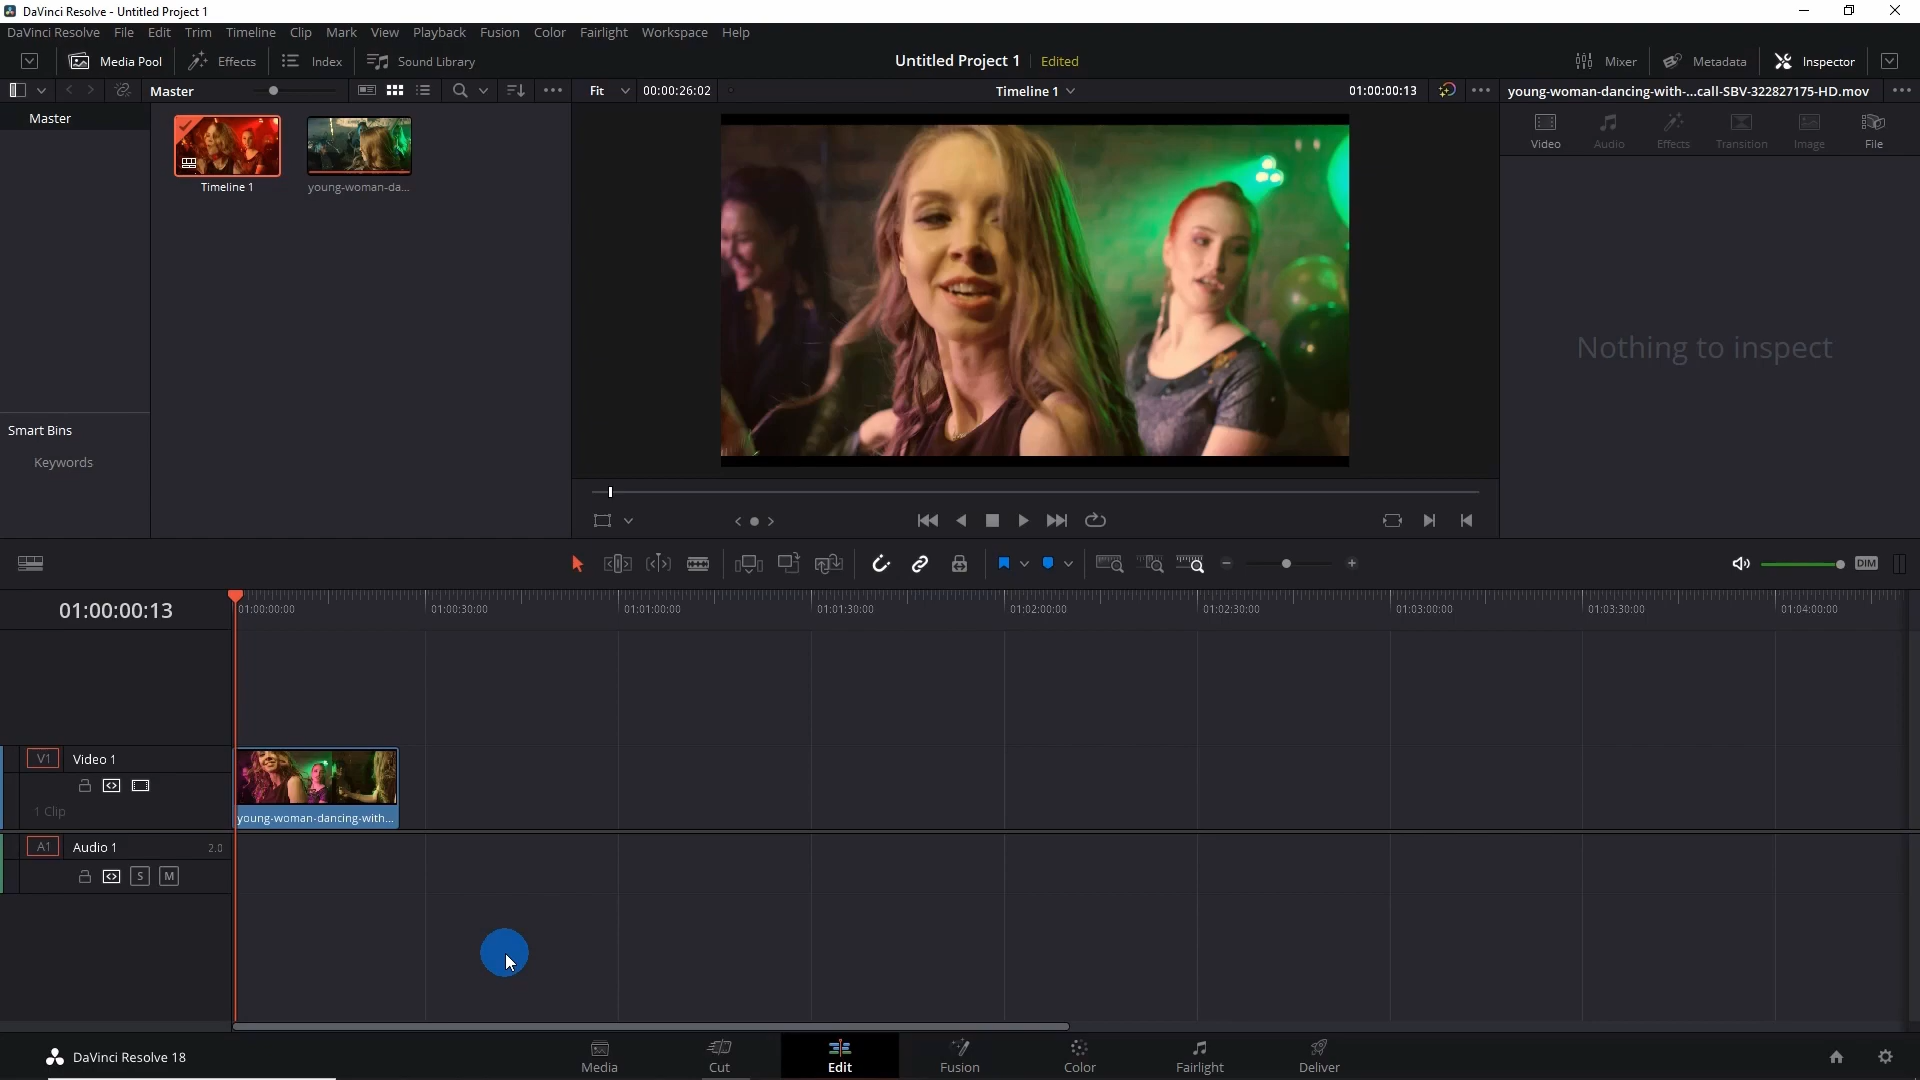 DaVinci Resolve - Untitled Project 1
DaVinci Resolve File Edit Trim Timeline Clip Mark View Playback Fusion Color Fairlight Workspace Help
Media Pool Effects Index Sound Library Untitled Project 1 Edited Mixer Metadata Inspector
Master Fit 00:00:26:02 Timeline 1 01:00:00:13 young-woman-dancing-with-...call-SBV-322827175-HD.mov
Master
Video Audio Effects Transition Image File
Timeline 1 young-woman-da...
Nothing to inspect
Smart Bins
Keywords
DIM
01:00:00:13 01:00:00:00 01:00:30:00 01:01:00:00 01:01:30:00 01:02:00:00 01:02:30:00 01:03:00:00 01:03:30:00 01:04:00:00
V1 Video 1
1 Clip
young-woman-dancing-with...
A1 Audio 1 2.0
S M
DaVinci Resolve 18 Media Cut Edit Fusion Color Fairlight Deliver